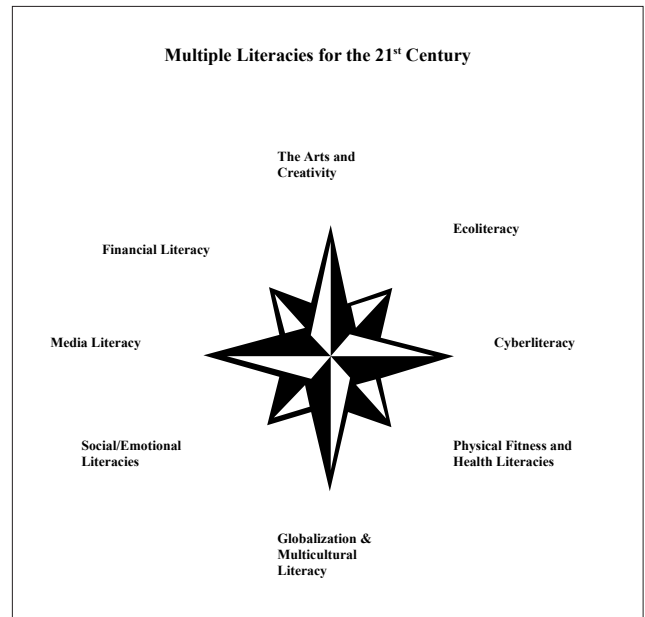 Multiple Literacies for the 21st Century
The Arts and
Creativity
Ecoliteracy
Financial Literacy
Media Literacy
Cyberliteracy
Social/Emotional
Literacies
Physical Fitness and
Health Literacies
Globalization &
Multicultural
Literacy